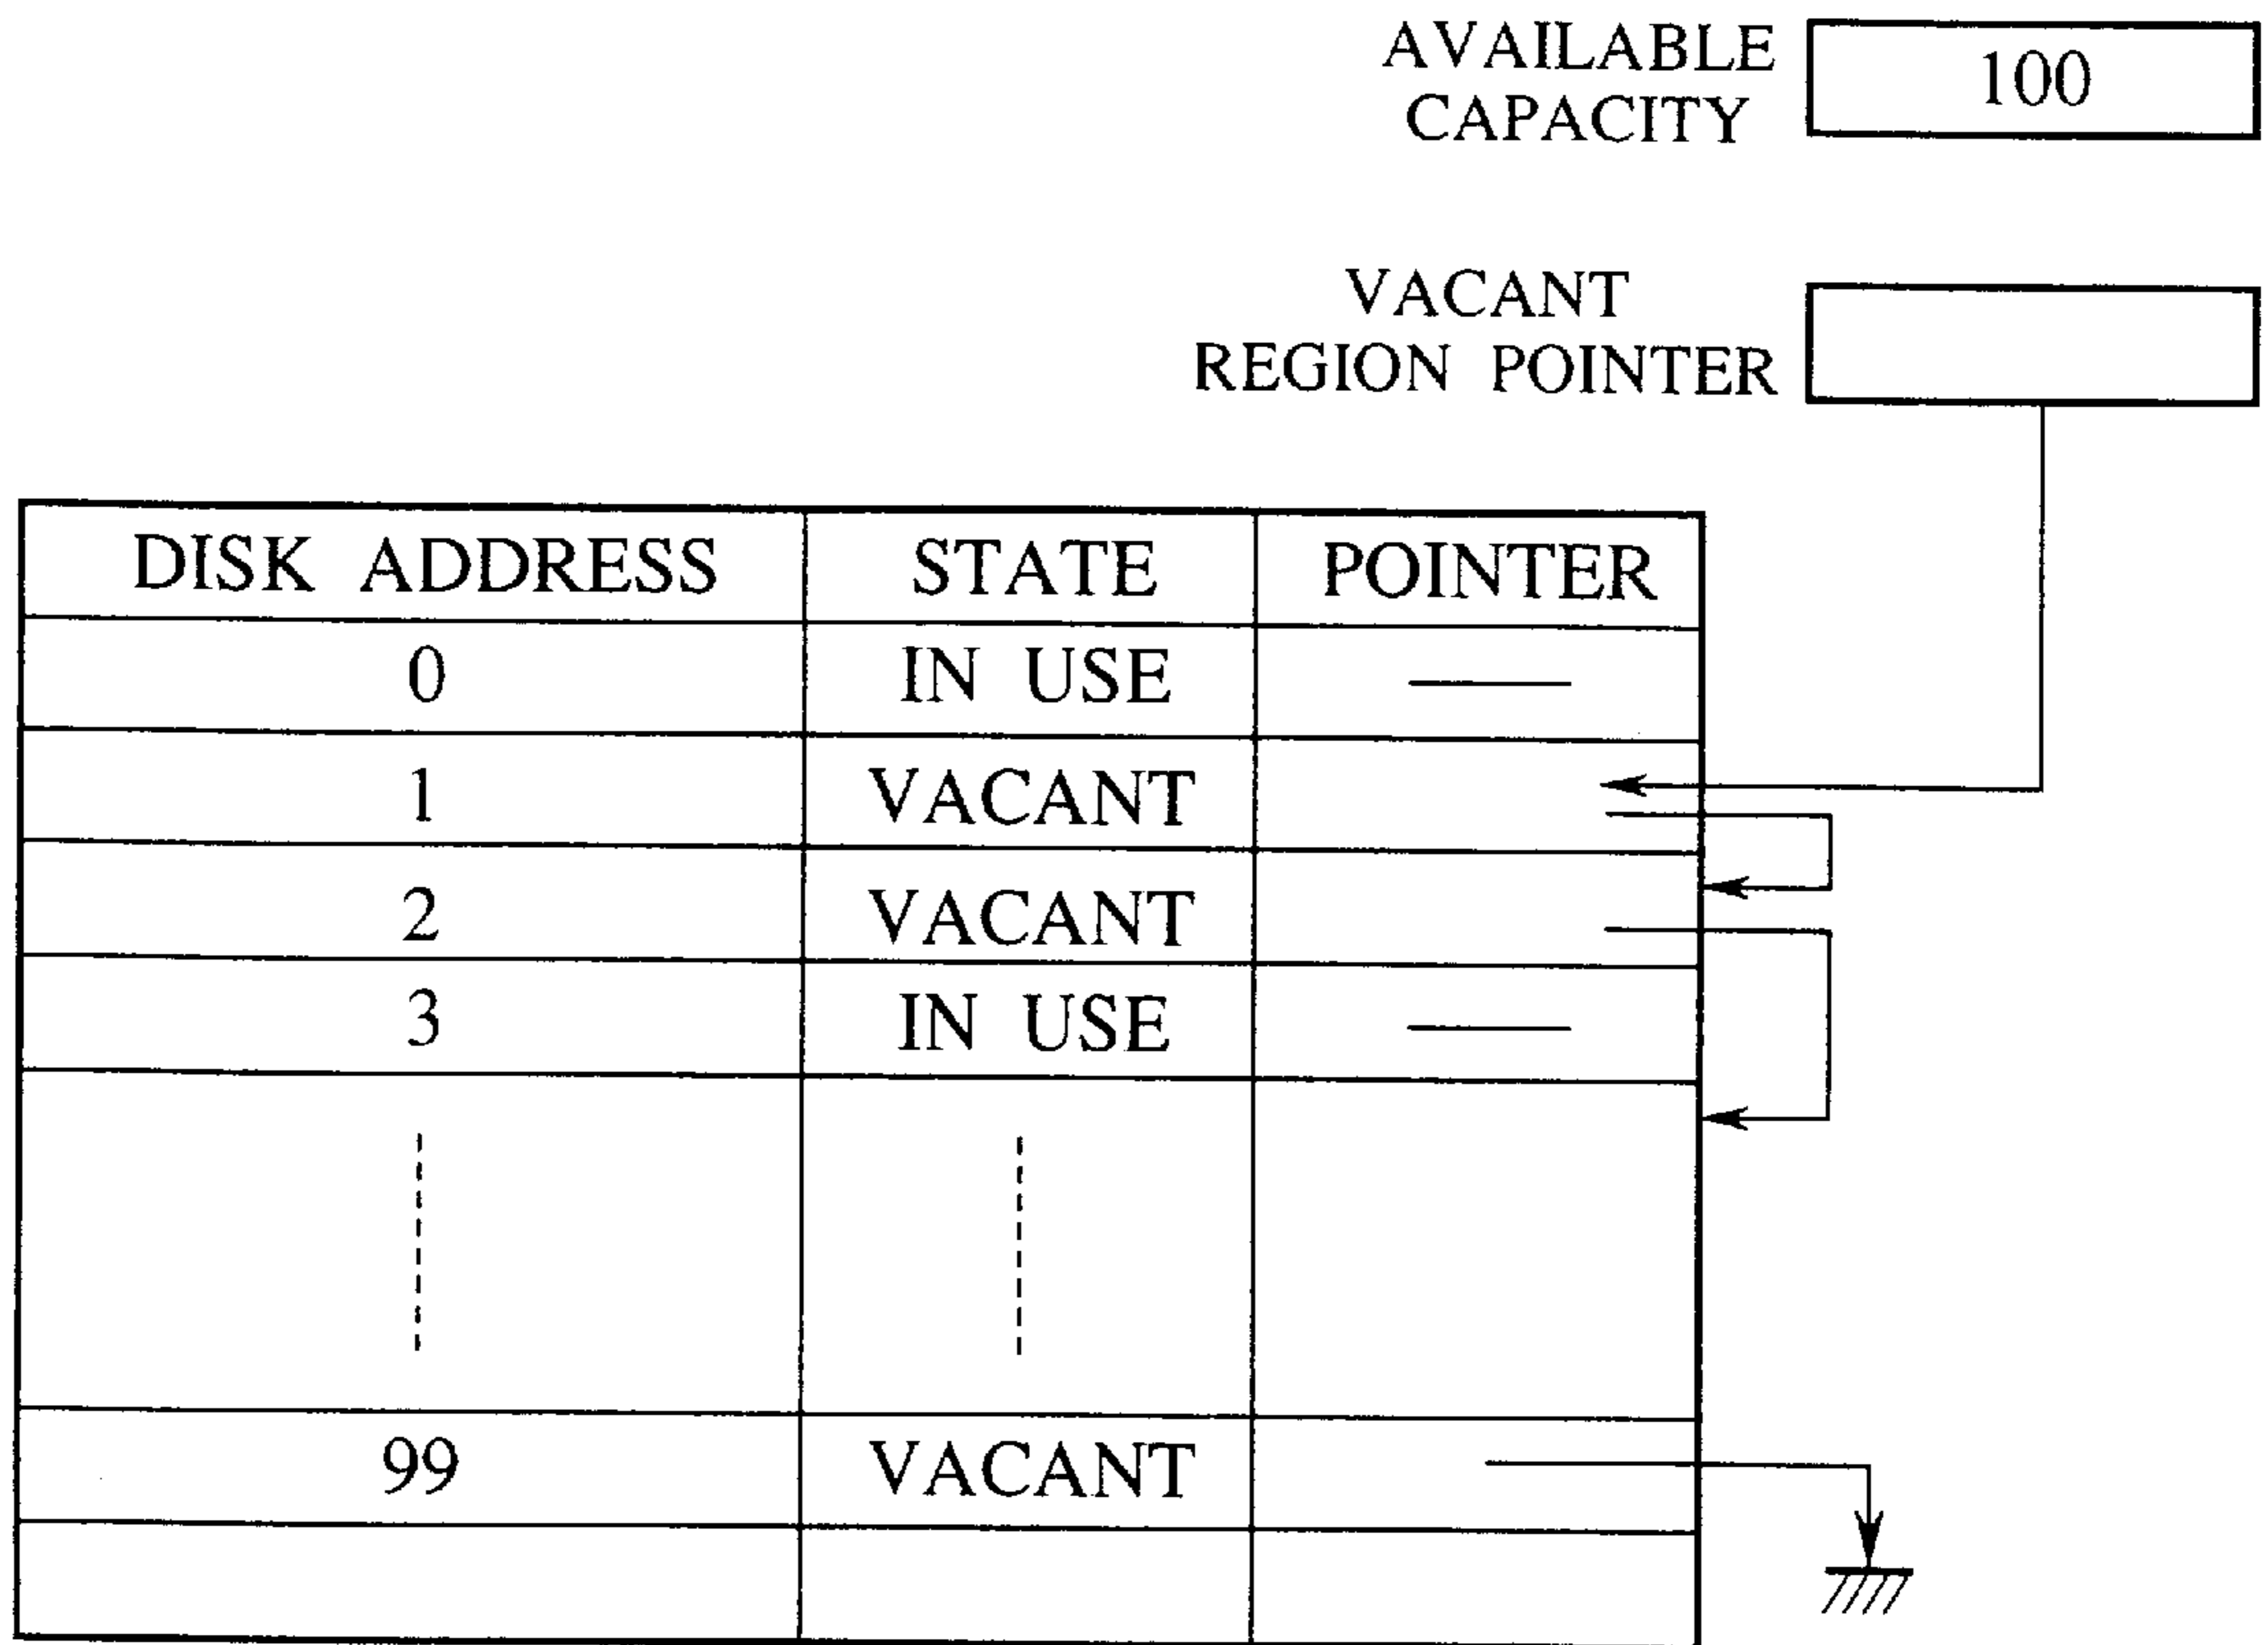 AVAILABLE
CAPACITY
100
VACANT
REGION POINTER
DISK ADDRESS STATE POINTER
0 IN USE
1 VACANT
2 VACANT
3 IN USE
99 VACANT